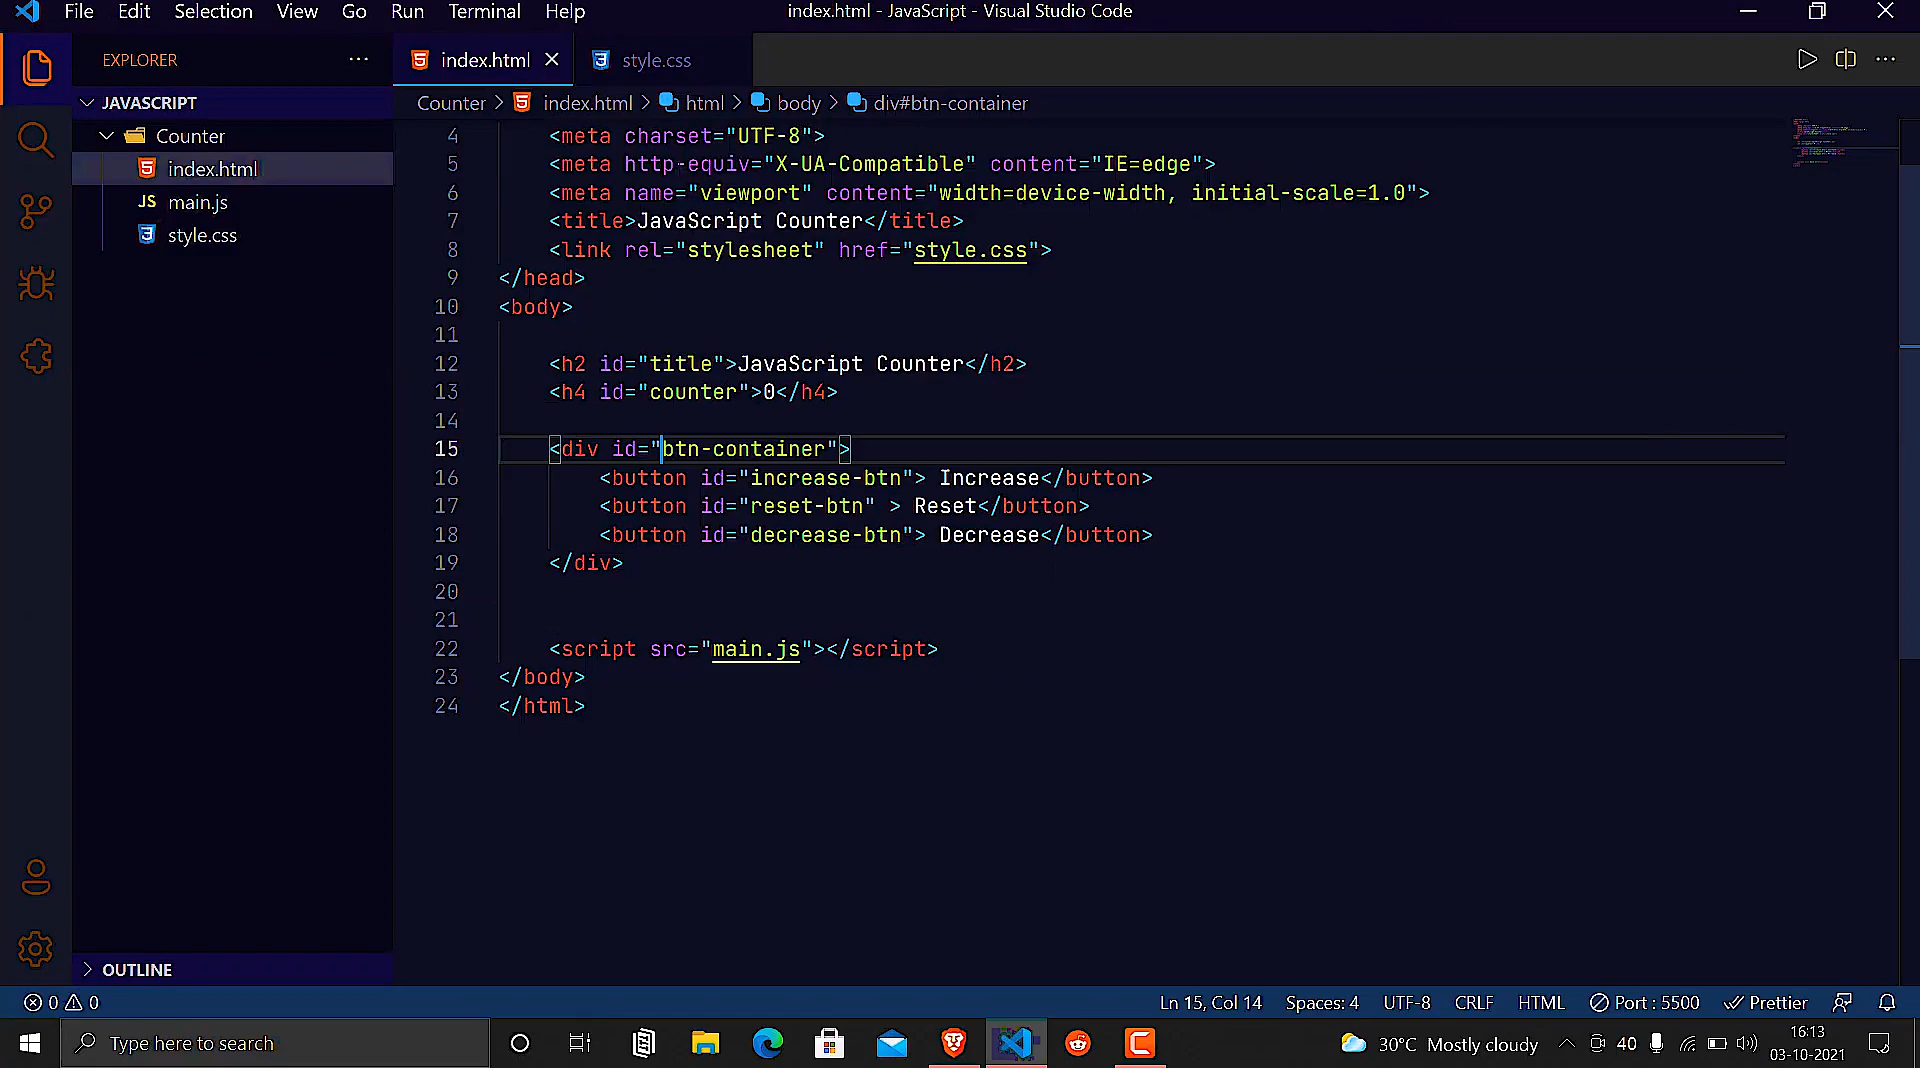 File Edit Selection View Go Run Terminal Help index.html - JavaScript - Visual Studio Code
EXPLORER ··· index.html style.css
JAVASCRIPT
Counter > index.html > html > body > div#btn-container
Counter
index.html
JS main.js
style.css
4 <meta charset="UTF-8">
5 <meta http-equiv="X-UA-Compatible" content="IE=edge">
6 <meta name="viewport" content="width=device-width, initial-scale=1.0">
7 <title>JavaScript Counter</title>
8 <link rel="stylesheet" href="style.css">
9 </head>
10 <body>
11
12 <h2 id="title">JavaScript Counter</h2>
13 <h4 id="counter">0</h4>
14
15 <div id="btn-container">
16 <button id="increase-btn"> Increase</button>
17 <button id="reset-btn" > Reset</button>
18 <button id="decrease-btn"> Decrease</button>
19 </div>
20
21
22 <script src="main.js"></script>
23 </body>
24 </html>
OUTLINE
0 0 Ln 15, Col 14 Spaces: 4 UTF-8 CRLF HTML Port : 5500 Prettier
Type here to search 30°C Mostly cloudy 40 16:13
03-10-2021